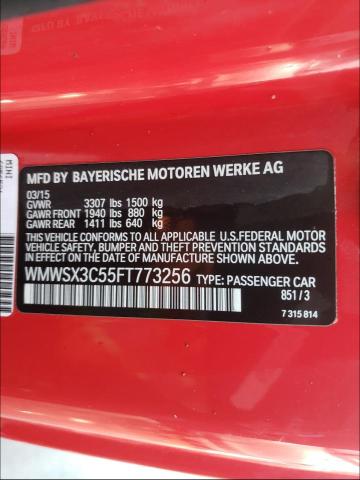 MFD BY BAYERISCHE MOTOREN WERKE AG
03/15
GVWR 3307 lbs 1500 kg
GAWR FRONT 1940 lbs 880 kg
GAWR REAR 1411 lbs 640 kg
THIS VEHICLE CONFORMS TO ALL APPLICABLE U.S.FEDERAL MOTOR
VEHICLE SAFETY, BUMPER AND THEFT PREVENTION STANDARDS IN
EFFECT ON THE DATE OF MANUFACTURE SHOWN ABOVE.
WMWSX3C55FT773256 TYPE: PASSENGER CAR
851/3
7 315 814
MINI